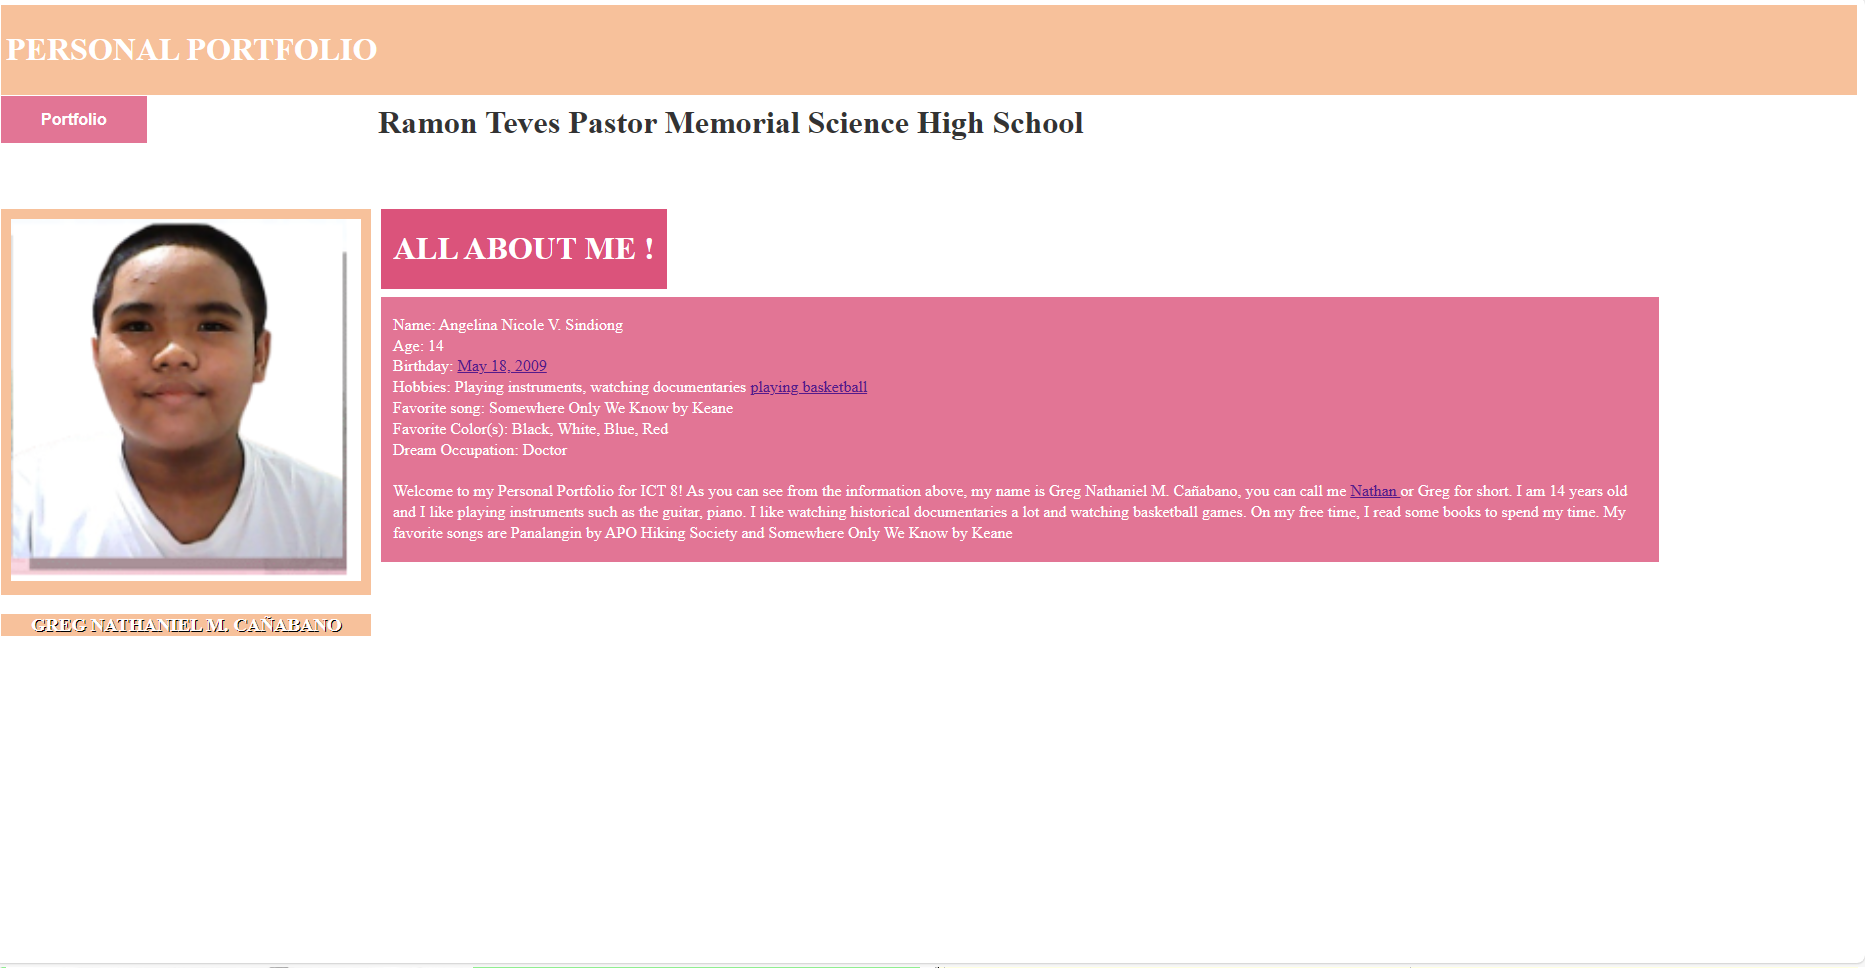 PERSONAL PORTFOLIO
Portfolio
Ramon Teves Pastor Memorial Science High School
ALL ABOUT ME !
Name: Angelina Nicole V. Sindiong
Age: 14
Birthday: May 18, 2009
Hobbies: Playing instruments, watching documentaries playing basketball
Favorite song: Somewhere Only We Know by Keane
Favorite Color(s): Black, White, Blue, Red
Dream Occupation: Doctor
Welcome to my Personal Portfolio for ICT 8! As you can see from the information above, my name is Greg Nathaniel M. Cañabano, you can call me Nathan or Greg for short. I am 14 years old
and I like playing instruments such as the guitar, piano. I like watching historical documentaries a lot and watching basketball games. On my free time, I read some books to spend my time. My
favorite songs are Panalangin by APO Hiking Society and Somewhere Only We Know by Keane
GREG NATHANIEL M. CAÑABANO